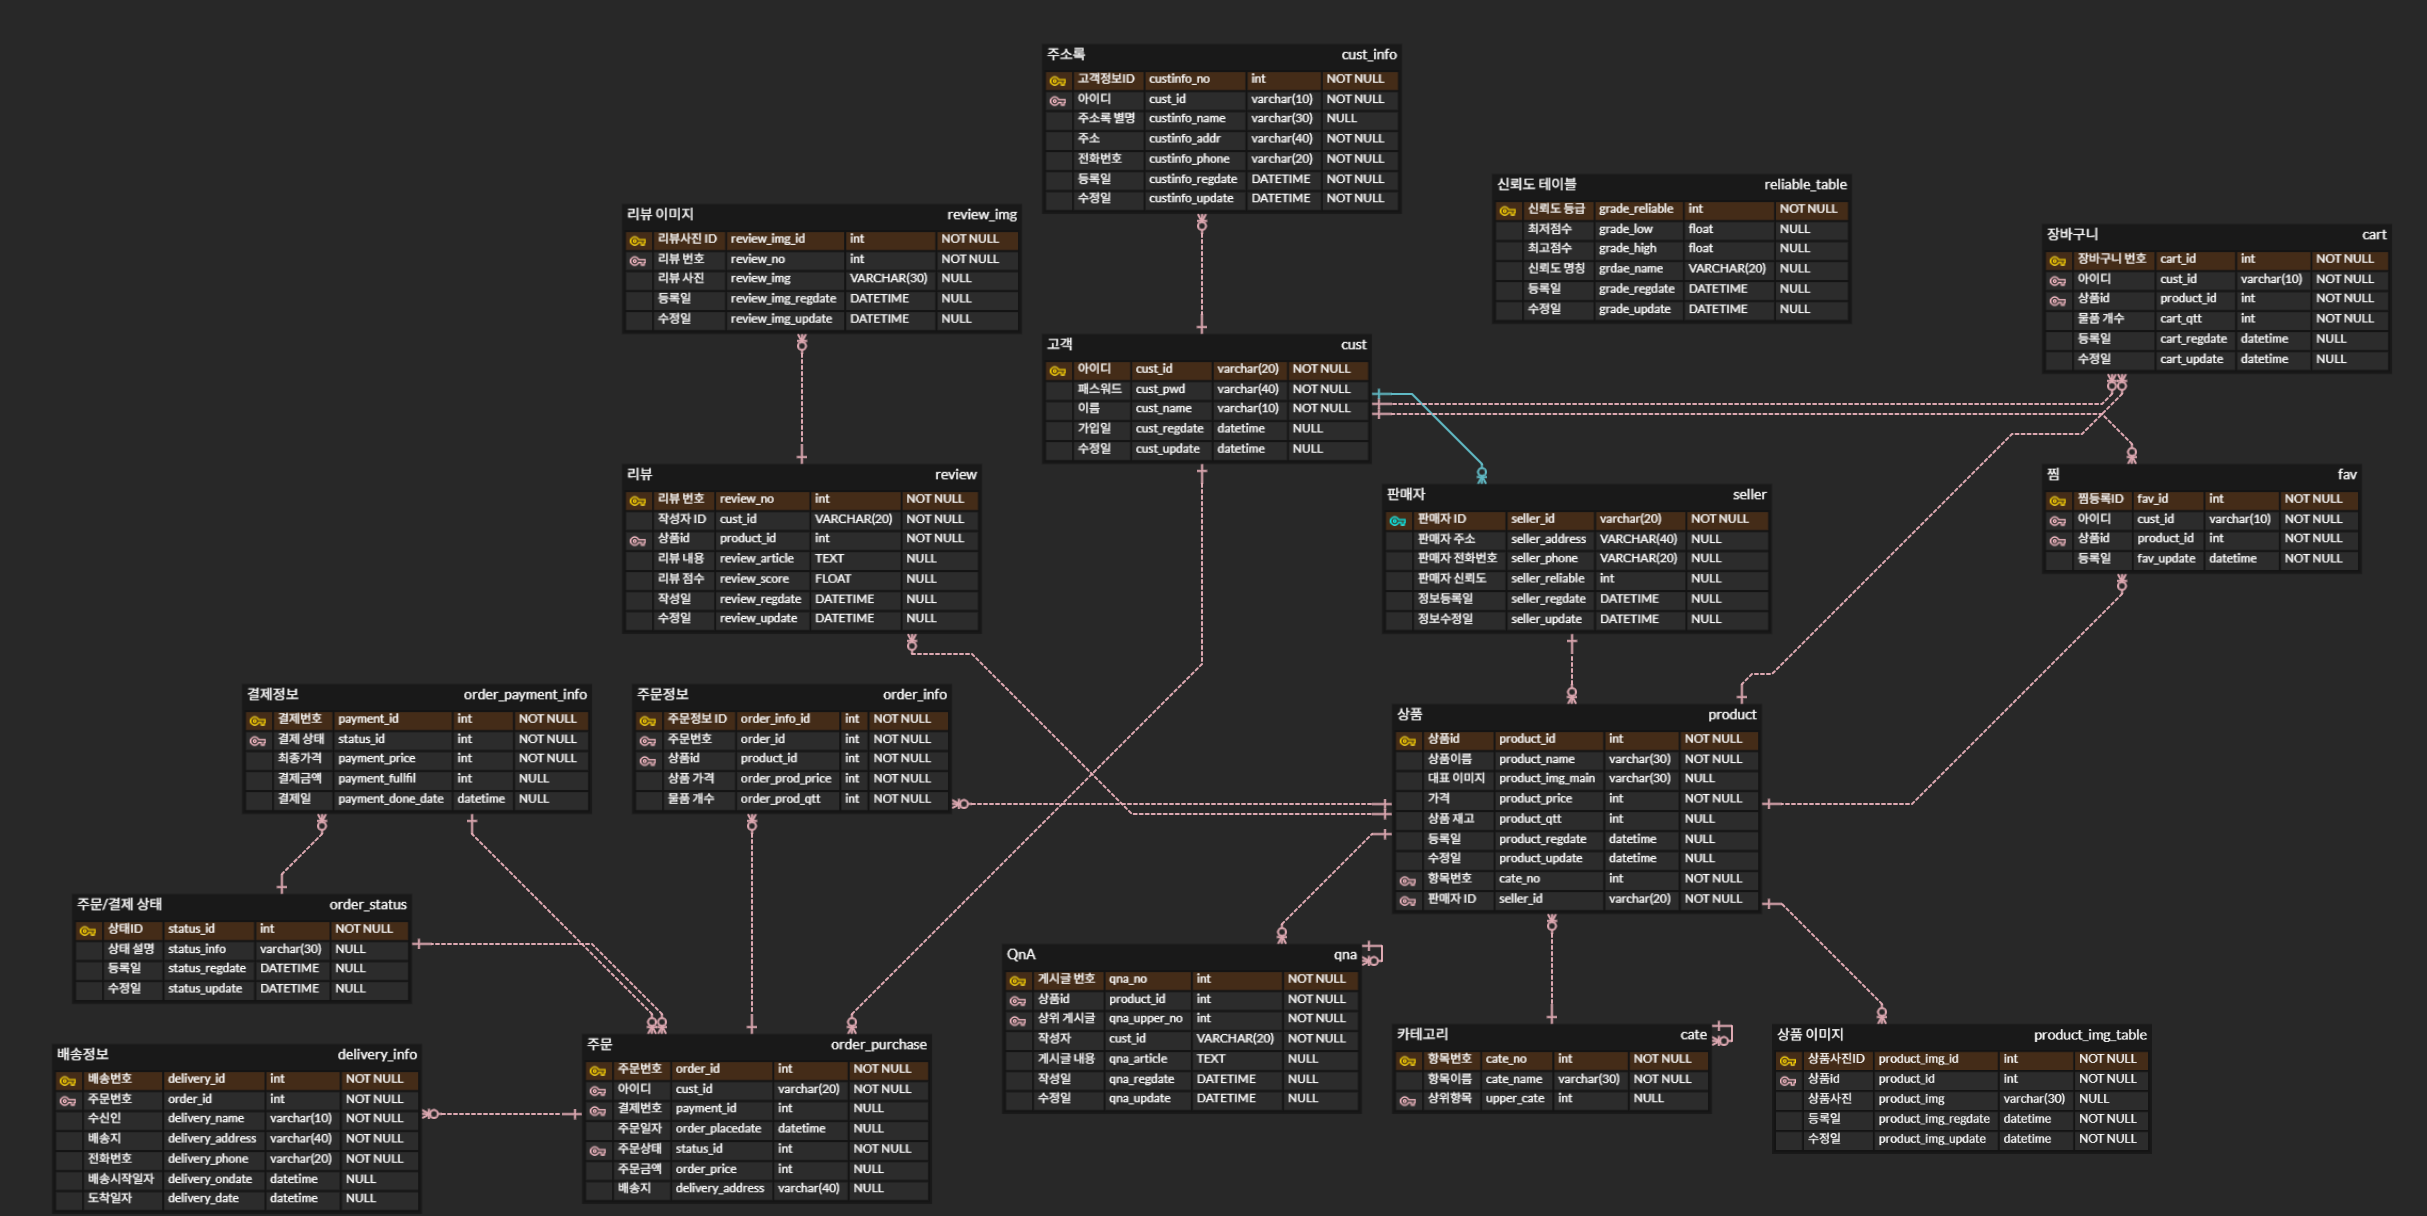 주소록 cust_info
고객정보ID custinfo_no int NOT NULL
아이디 cust_id varchar(10) NOT NULL
주소록 별명 custinfo_name varchar(30) NULL
주소 custinfo_addr varchar(40) NOT NULL
전화번호 custinfo_phone varchar(20) NOT NULL
등록일 custinfo_regdate DATETIME NOT NULL
수정일 custinfo_update DATETIME NOT NULL
신뢰도 테이블 reliable_table
신뢰도 등급 grade_reliable int NOT NULL
최저점수 grade_low float NULL
최고점수 grade_high float NULL
신뢰도 명칭 grdae_name VARCHAR(20) NULL
등록일 grade_regdate DATETIME NULL
수정일 grade_update DATETIME NULL
리뷰 이미지 review_img
리뷰사진 ID review_img_id int NOT NULL
리뷰 번호 review_no int NOT NULL
리뷰 사진 review_img VARCHAR(30) NULL
등록일 review_img_regdate DATETIME NULL
수정일 review_img_update DATETIME NULL
장바구니 cart
장바구니 번호 cart_id int NOT NULL
아이디 cust_id varchar(10) NOT NULL
상품id product_id int NOT NULL
물품 개수 cart_qtt int NOT NULL
등록일 cart_regdate datetime NULL
수정일 cart_update datetime NULL
고객 cust
아이디 cust_id varchar(20) NOT NULL
패스워드 cust_pwd varchar(40) NOT NULL
이름 cust_name varchar(10) NOT NULL
가입일 cust_regdate datetime NULL
수정일 cust_update datetime NULL
리뷰 review
리뷰 번호 review_no int NOT NULL
작성자 ID cust_id VARCHAR(20) NOT NULL
상품id product_id int NOT NULL
리뷰 내용 review_article TEXT NULL
리뷰 점수 review_score FLOAT NULL
작성일 review_regdate DATETIME NULL
수정일 review_update DATETIME NULL
판매자 seller
판매자 ID seller_id varchar(20) NOT NULL
판매자 주소 seller_address VARCHAR(40) NULL
판매자 전화번호 seller_phone VARCHAR(20) NULL
판매자 신뢰도 seller_reliable int NULL
정보등록일 seller_regdate DATETIME NULL
정보수정일 seller_update DATETIME NULL
찜 fav
찜등록ID fav_id int NOT NULL
아이디 cust_id varchar(10) NOT NULL
상품id product_id int NOT NULL
등록일 fav_update datetime NOT NULL
결제정보 order_payment_info
결제번호 payment_id int NOT NULL
결제 상태 status_id int NOT NULL
최종가격 payment_price int NOT NULL
결제금액 payment_fullfil int NULL
결제일 payment_done_date datetime NULL
주문정보 order_info
주문정보 ID order_info_id int NOT NULL
주문번호 order_id int NOT NULL
상품id product_id int NOT NULL
상품 가격 order_prod_price int NOT NULL
물품 개수 order_prod_qtt int NOT NULL
상품 product
상품id product_id int NOT NULL
상품이름 product_name varchar(30) NOT NULL
대표 이미지 product_img_main varchar(30) NULL
가격 product_price int NOT NULL
상품 재고 product_qtt int NULL
등록일 product_regdate datetime NULL
수정일 product_update datetime NULL
항목번호 cate_no int NOT NULL
판매자 ID seller_id varchar(20) NOT NULL
주문/결제 상태 order_status
상태ID status_id int NOT NULL
상태 설명 status_info varchar(30) NULL
등록일 status_regdate DATETIME NULL
수정일 status_update DATETIME NULL
QnA qna
게시글 번호 qna_no int NOT NULL
상품id product_id int NOT NULL
상위 게시글 qna_upper_no int NOT NULL
작성자 cust_id VARCHAR(20) NOT NULL
게시글 내용 qna_article TEXT NULL
작성일 qna_regdate DATETIME NULL
수정일 qna_update DATETIME NULL
배송정보 delivery_info
배송번호 delivery_id int NOT NULL
주문번호 order_id int NOT NULL
수신인 delivery_name varchar(10) NOT NULL
배송지 delivery_address varchar(40) NOT NULL
전화번호 delivery_phone varchar(20) NOT NULL
배송시작일자 delivery_ondate datetime NULL
도착일자 delivery_date datetime NULL
주문 order_purchase
주문번호 order_id int NOT NULL
아이디 cust_id varchar(20) NOT NULL
결제번호 payment_id int NULL
주문일자 order_placedate datetime NULL
주문상태 status_id int NOT NULL
주문금액 order_price int NULL
배송지 delivery_address varchar(40) NULL
카테고리 cate
항목번호 cate_no int NOT NULL
항목이름 cate_name varchar(30) NOT NULL
상위항목 upper_cate int NULL
상품 이미지 product_img_table
상품사진ID product_img_id int NOT NULL
상품id product_id int NOT NULL
상품사진 product_img varchar(30) NULL
등록일 product_img_regdate datetime NOT NULL
수정일 product_img_update datetime NOT NULL